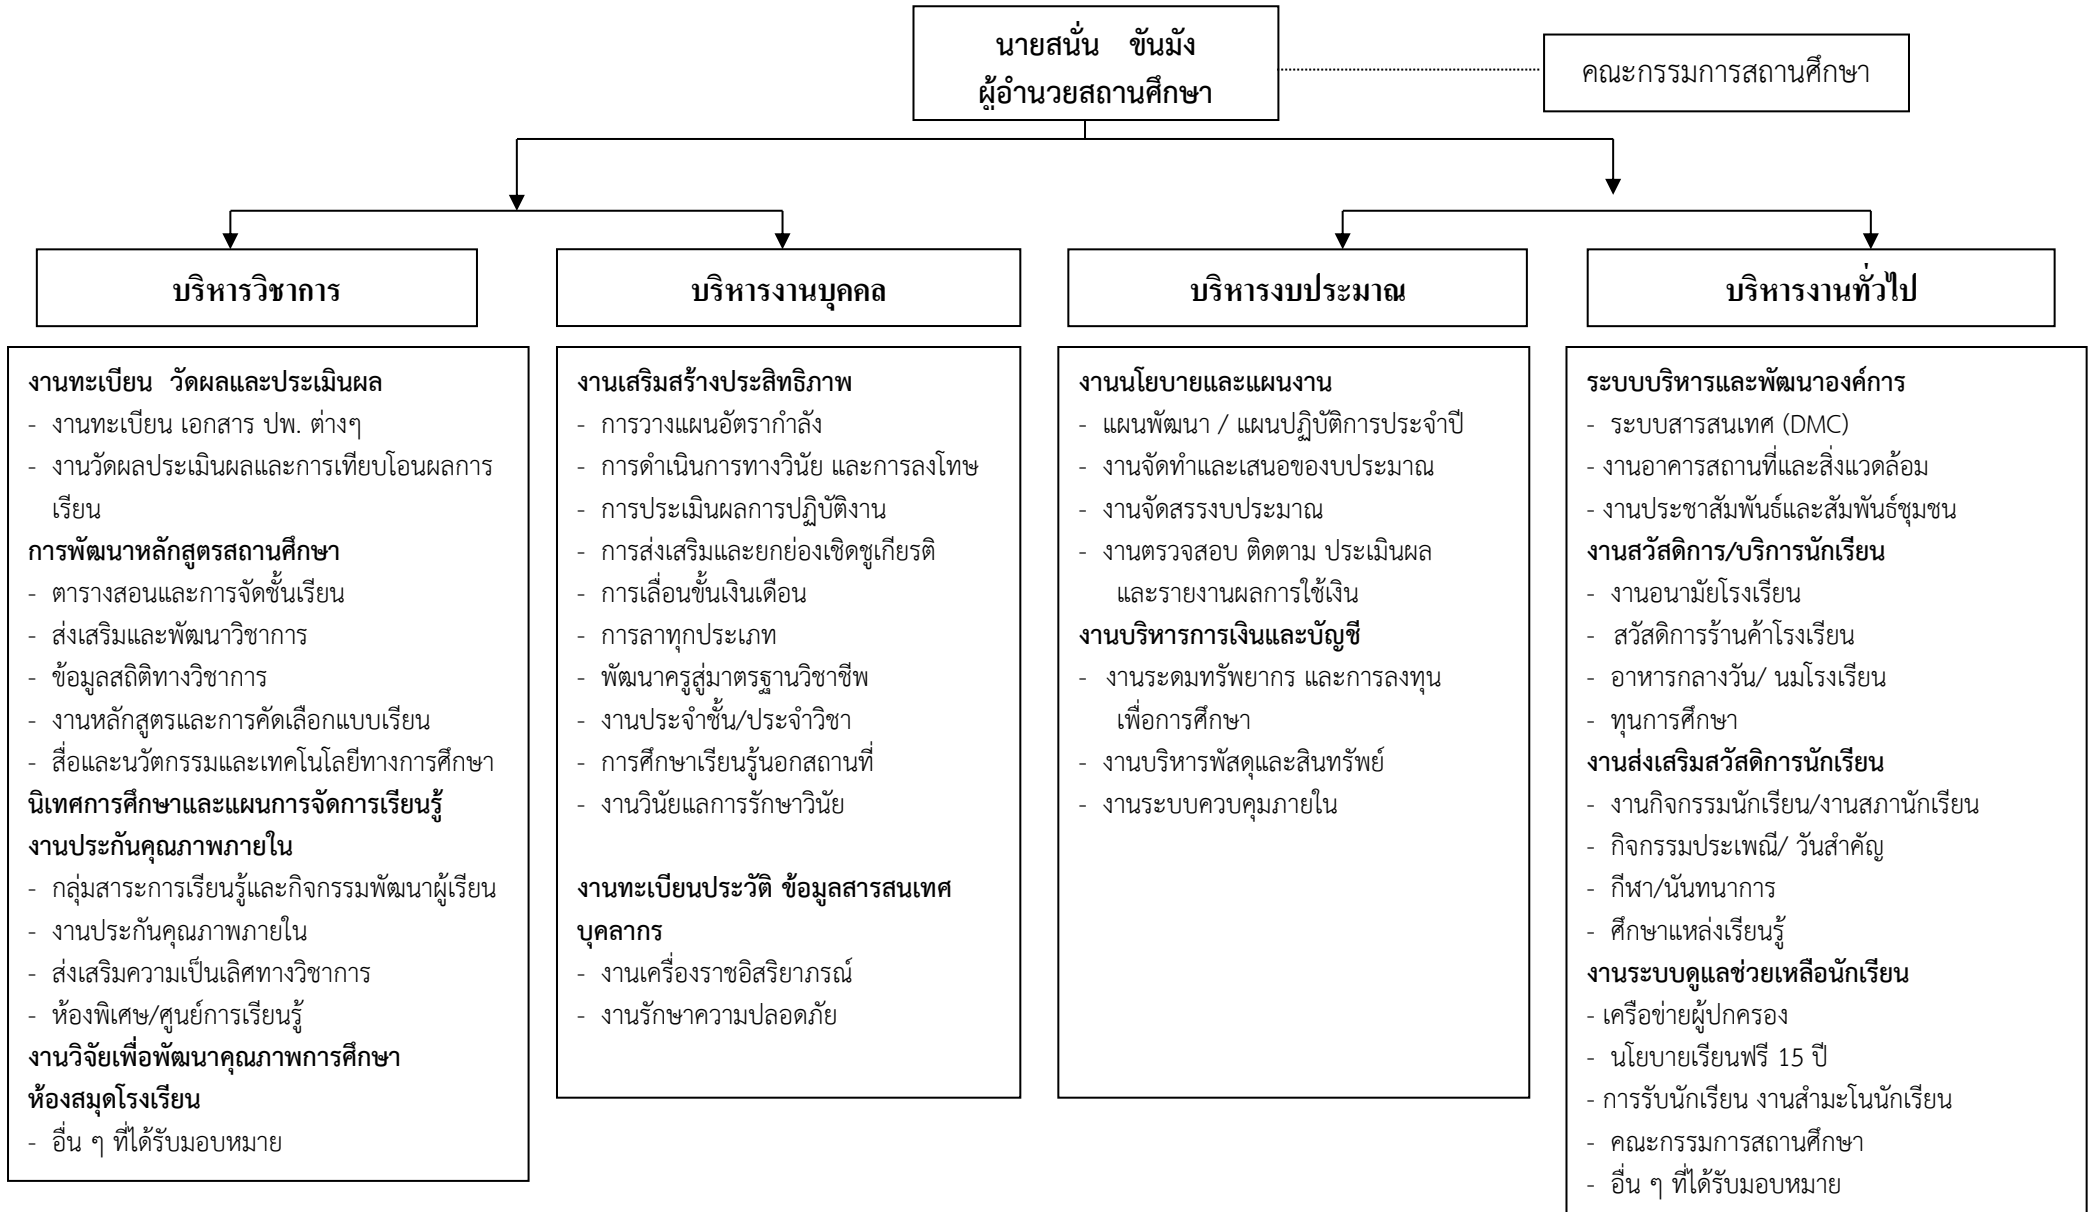 นายสนั่น ขันมัง
ผู้อำนวยสถานศึกษา
คณะกรรมการสถานศึกษา
บริหารวิชาการ
บริหารงานบุคคล
บริหารงบประมาณ
บริหารงานทั่วไป
งานทะเบียน วัดผลและประเมินผล
- งานทะเบียน เอกสาร ปพ. ต่างๆ
- งานวัดผลประเมินผลและการเทียบโอนผลการ
เรียน
การพัฒนาหลักสูตรสถานศึกษา
- ตารางสอนและการจัดชั้นเรียน
- ส่งเสริมและพัฒนาวิชาการ
- ข้อมูลสถิติทางวิชาการ
- งานหลักสูตรและการคัดเลือกแบบเรียน
- สื่อและนวัตกรรมและเทคโนโลยีทางการศึกษา
นิเทศการศึกษาและแผนการจัดการเรียนรู้
งานประกันคุณภาพภายใน
- กลุ่มสาระการเรียนรู้และกิจกรรมพัฒนาผู้เรียน
- งานประกันคุณภาพภายใน
- ส่งเสริมความเป็นเลิศทางวิชาการ
- ห้องพิเศษ/ศูนย์การเรียนรู้
งานวิจัยเพื่อพัฒนาคุณภาพการศึกษา
ห้องสมุดโรงเรียน
- อื่น ๆ ที่ได้รับมอบหมาย
งานเสริมสร้างประสิทธิภาพ
- การวางแผนอัตรากำลัง
- การดำเนินการทางวินัย และการลงโทษ
- การประเมินผลการปฏิบัติงาน
- การส่งเสริมและยกย่องเชิดชูเกียรติ
- การเลื่อนขั้นเงินเดือน
- การลาทุกประเภท
- พัฒนาครูสู่มาตรฐานวิชาชีพ
- งานประจำชั้น/ประจำวิชา
- การศึกษาเรียนรู้นอกสถานที่
- งานวินัยแลการรักษาวินัย
งานทะเบียนประวัติ ข้อมูลสารสนเทศ
บุคลากร
- งานเครื่องราชอิสริยาภรณ์
- งานรักษาความปลอดภัย
งานนโยบายและแผนงาน
- แผนพัฒนา / แผนปฏิบัติการประจำปี
- งานจัดทำและเสนอของบประมาณ
- งานจัดสรรงบประมาณ
- งานตรวจสอบ ติดตาม ประเมินผล
และรายงานผลการใช้เงิน
งานบริหารการเงินและบัญชี
- งานระดมทรัพยากร และการลงทุน
เพื่อการศึกษา
- งานบริหารพัสดุและสินทรัพย์
- งานระบบควบคุมภายใน
ระบบบริหารและพัฒนาองค์การ
- ระบบสารสนเทศ (DMC)
- งานอาคารสถานที่และสิ่งแวดล้อม
- งานประชาสัมพันธ์และสัมพันธ์ชุมชน
งานสวัสดิการ/บริการนักเรียน
- งานอนามัยโรงเรียน
- สวัสดิการร้านค้าโรงเรียน
- อาหารกลางวัน/ นมโรงเรียน
- ทุนการศึกษา
งานส่งเสริมสวัสดิการนักเรียน
- งานกิจกรรมนักเรียน/งานสภานักเรียน
- กิจกรรมประเพณี/ วันสำคัญ
- กีฬา/นันทนาการ
- ศึกษาแหล่งเรียนรู้
งานระบบดูแลช่วยเหลือนักเรียน
- เครือข่ายผู้ปกครอง
- นโยบายเรียนฟรี 15 ปี
- การรับนักเรียน งานสำมะโนนักเรียน
- คณะกรรมการสถานศึกษา
- อื่น ๆ ที่ได้รับมอบหมาย